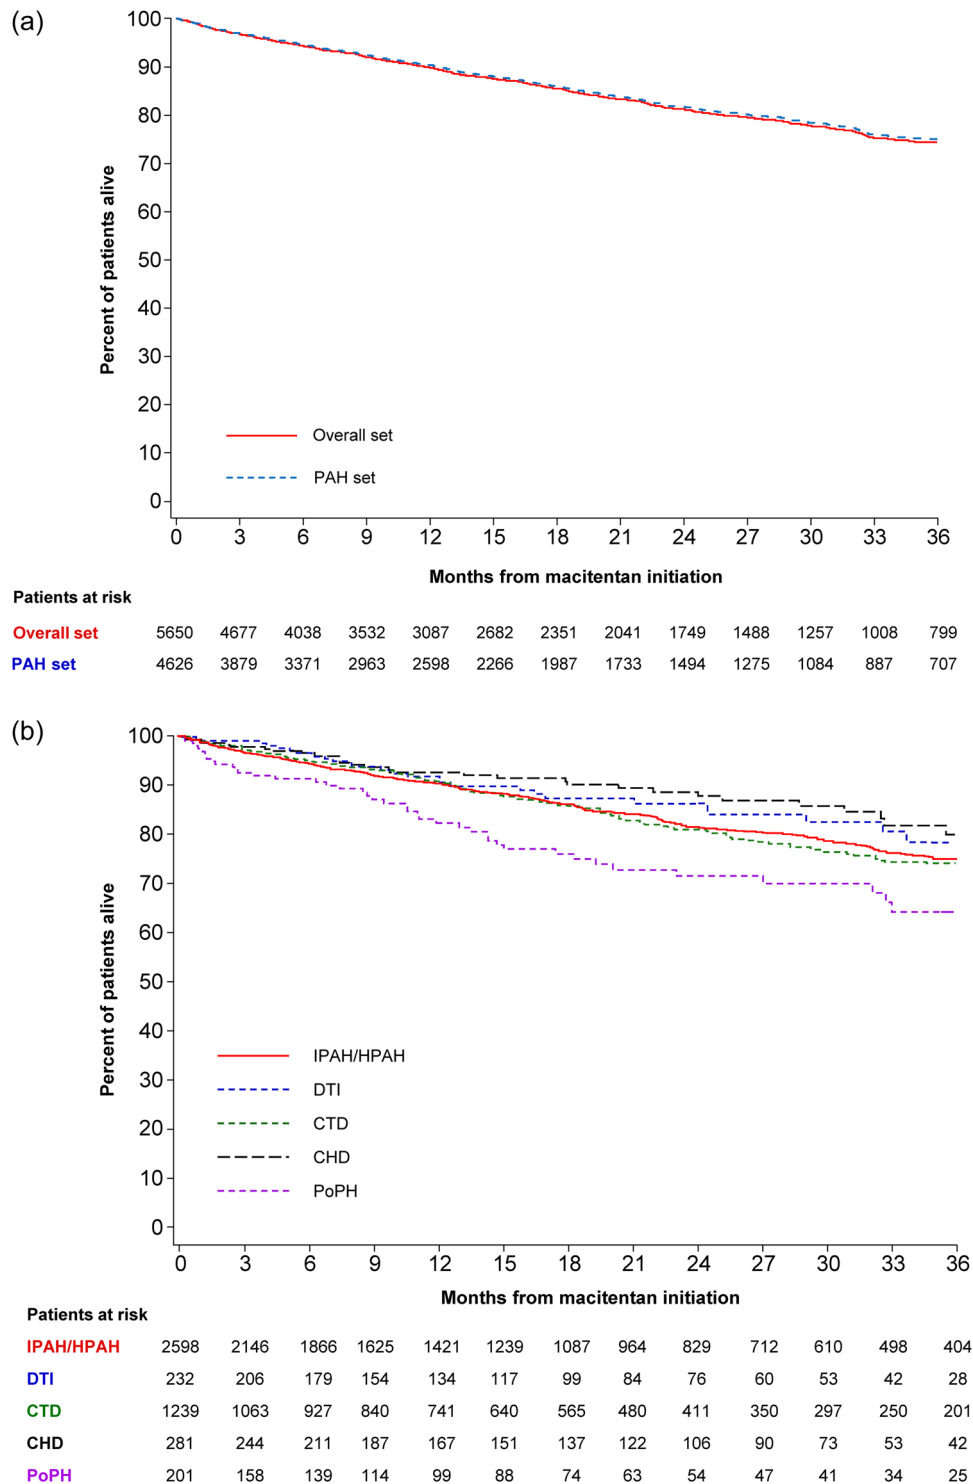 (a)
Percent of patients alive
100
90
80
70
60
50
40
30
20
10
0
Overall set
PAH set
0 3 6 9 12 15 18 21 24 27 30 33 36
Months from macitentan initiation
Patients at risk
Overall set 5650 4677 4038 3532 3087 2682 2351 2041 1749 1488 1257 1008 799
PAH set 4626 3879 3371 2963 2598 2266 1987 1733 1494 1275 1084 887 707
(b)
Percent of patients alive
100
90
80
70
60
50
40
30
20
10
0
IPAH/HPAH
DTI
CTD
CHD
PoPH
0 3 6 9 12 15 18 21 24 27 30 33 36
Months from macitentan initiation
Patients at risk
IPAH/HPAH 2598 2146 1866 1625 1421 1239 1087 964 829 712 610 498 404
DTI 232 206 179 154 134 117 99 84 76 60 53 42 28
CTD 1239 1063 927 840 741 640 565 480 411 350 297 250 201
CHD 281 244 211 187 167 151 137 122 106 90 73 53 42
PoPH 201 158 139 114 99 88 74 63 54 47 41 34 25